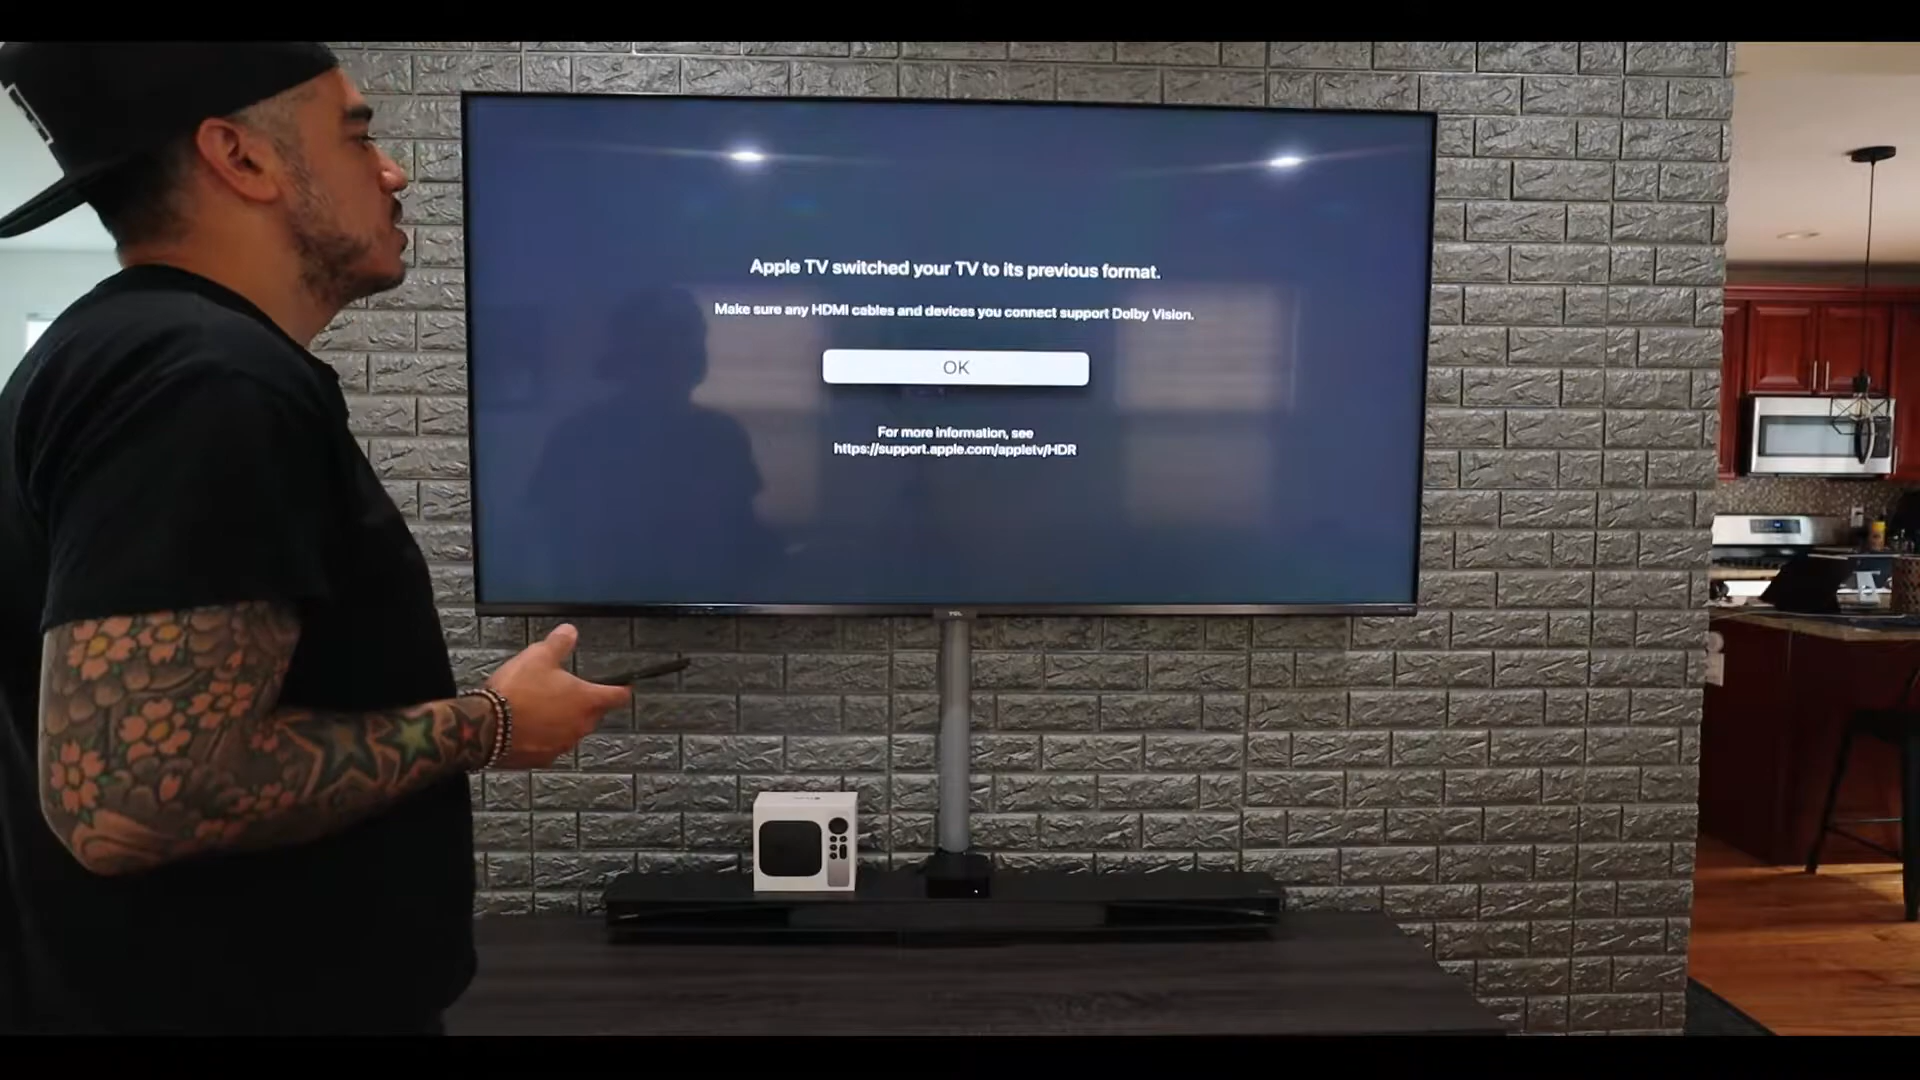 Apple TV switched your TV to its previous format.
Make sure any HDMI cables and devices you connect support Dolby Vision.
OK
For more information, see
https://support.apple.com/appletv/HDR
TCL